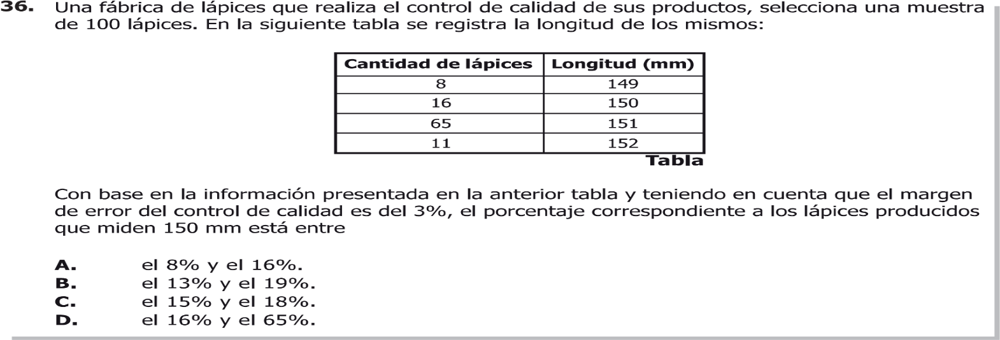 36. Una fábrica de lápices que realiza el control de calidad de sus productos, selecciona una muestra
de 100 lápices. En la siguiente tabla se registra la longitud de los mismos:
Cantidad de lápices Longitud (mm)
8 149
16 150
65 151
11 152
Tabla
Con base en la información presentada en la anterior tabla y teniendo en cuenta que el margen
de error del control de calidad es del 3%, el porcentaje correspondiente a los lápices producidos
que miden 150 mm está entre
A. el 8% y el 16%.
B. el 13% y el 19%.
C. el 15% y el 18%.
D. el 16% y el 65%.